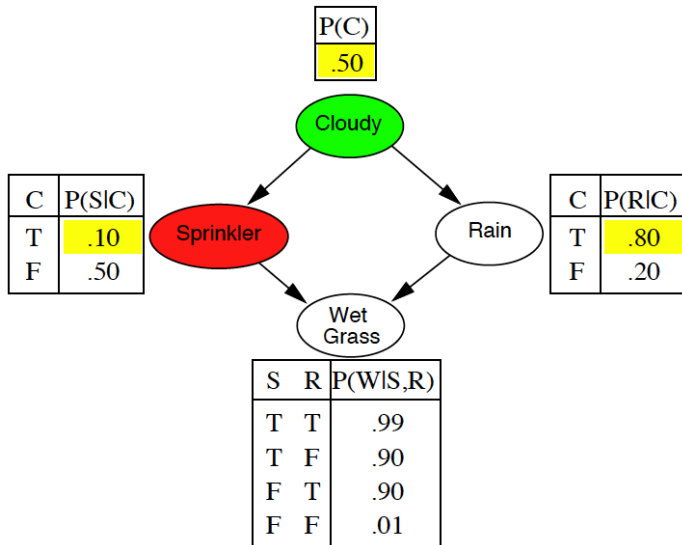 P(C)
.50
Cloudy
C P(S|C)
T .10
F .50
Sprinkler
Rain
C P(R|C)
T .80
F .20
Wet
Grass
S R P(W|S,R)
T T .99
T F .90
F T .90
F F .01